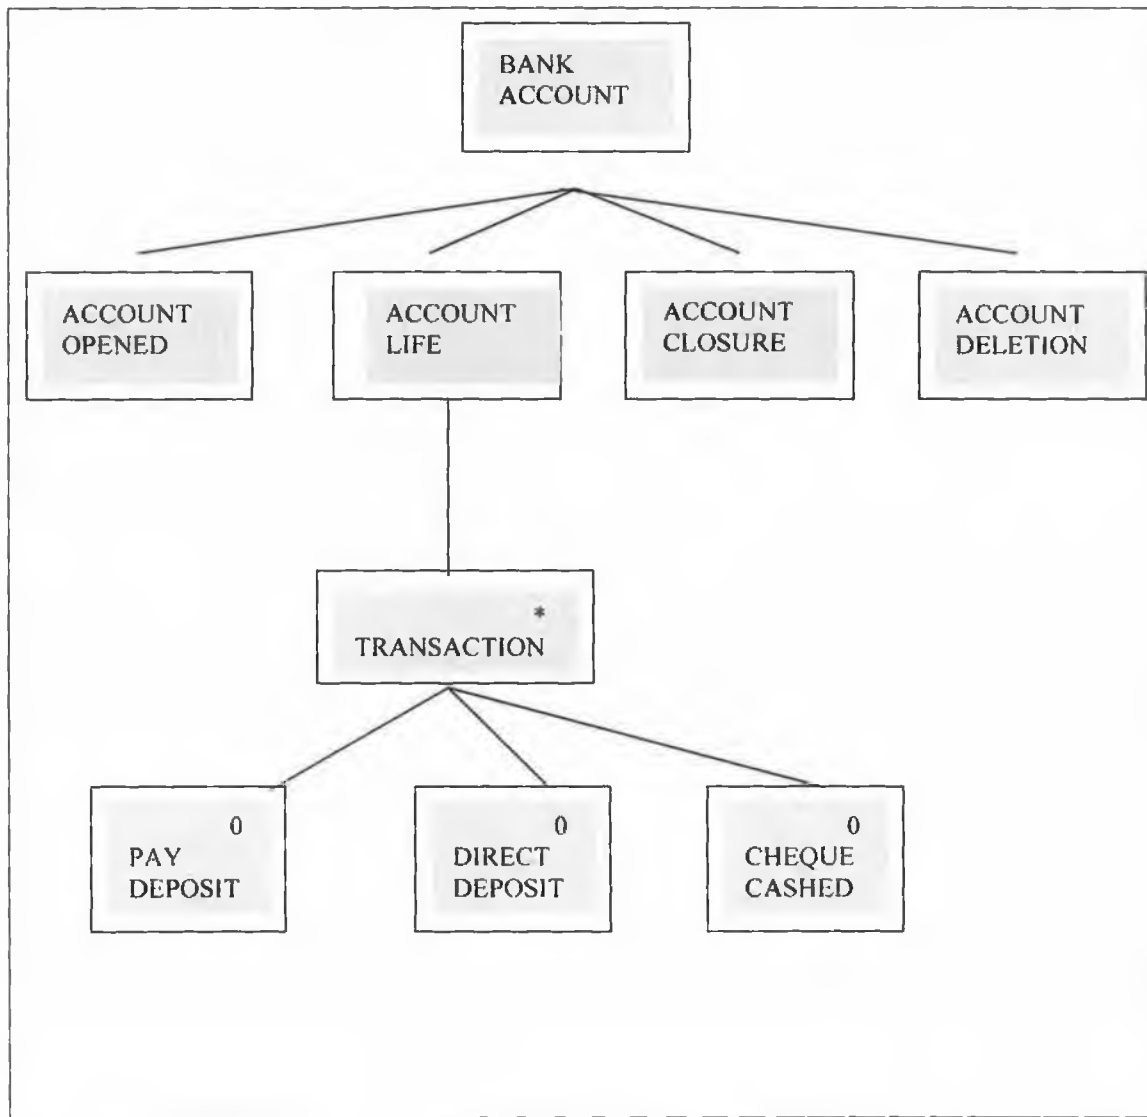 BANK
ACCOUNT
ACCOUNT
OPENED
ACCOUNT
LIFE
ACCOUNT
CLOSURE
ACCOUNT
DELETION
*
TRANSACTION
0
PAY
DEPOSIT
0
DIRECT
DEPOSIT
0
CHEQUE
CASHED